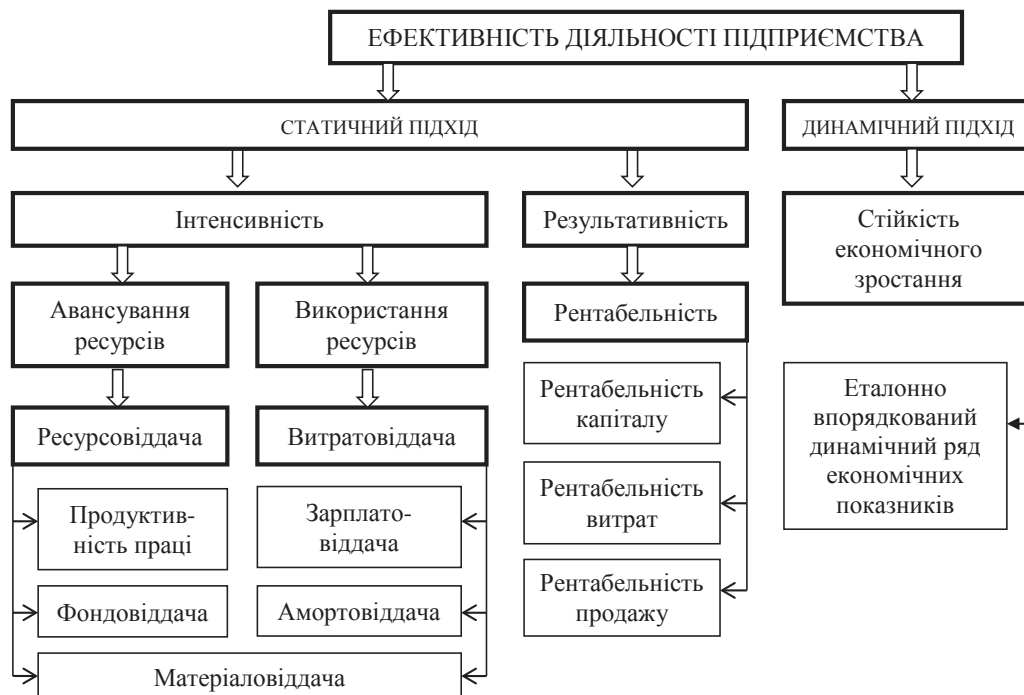 ЕФЕКТИВНІСТЬ ДІЯЛЬНОСТІ ПІДПРИЄМСТВА
СТАТИЧНИЙ ПІДХІД
ДИНАМІЧНИЙ ПІДХІД
Інтенсивність
Результативність
Стійкість
економічного
зростання
Авансування
ресурсів
Використання
ресурсів
Рентабельність
Ресурсовіддача
Витратовіддача
Рентабельність
капіталу
Еталонно
впорядкований
динамічний ряд
економічних
показників
Продуктив-
ність праці
Зарплато-
віддача
Рентабельність
витрат
Фондовіддача
Амортовіддача
Рентабельність
продажу
Матеріаловіддача